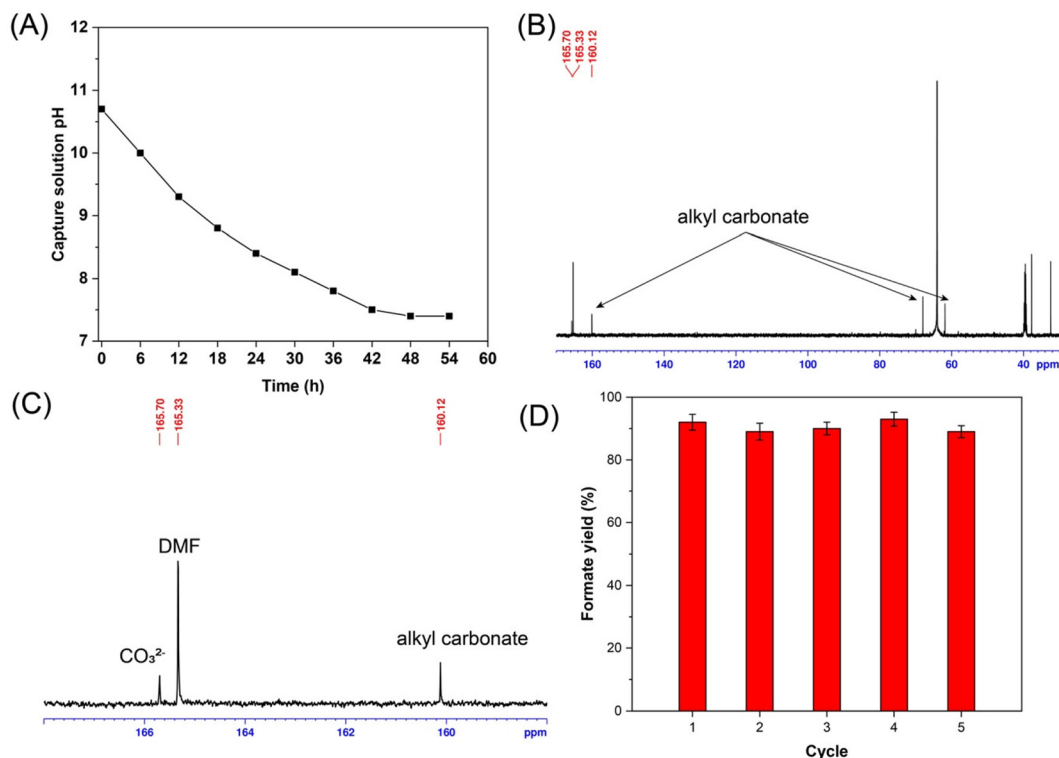 (A)
12
11
10
9
8
7
Capture solution pH
0 6 12 18 24 30 36 42 48 54 60
Time (h)
(B)
165.70
165.33
160.12
alkyl carbonate
160 140 120 100 80 60 40 ppm
(C)
165.70
165.33
160.12
DMF
CO₃²⁻
alkyl carbonate
166 164 162 160 ppm
(D)
100
80
60
40
20
0
Formate yield (%)
1 2 3 4 5
Cycle